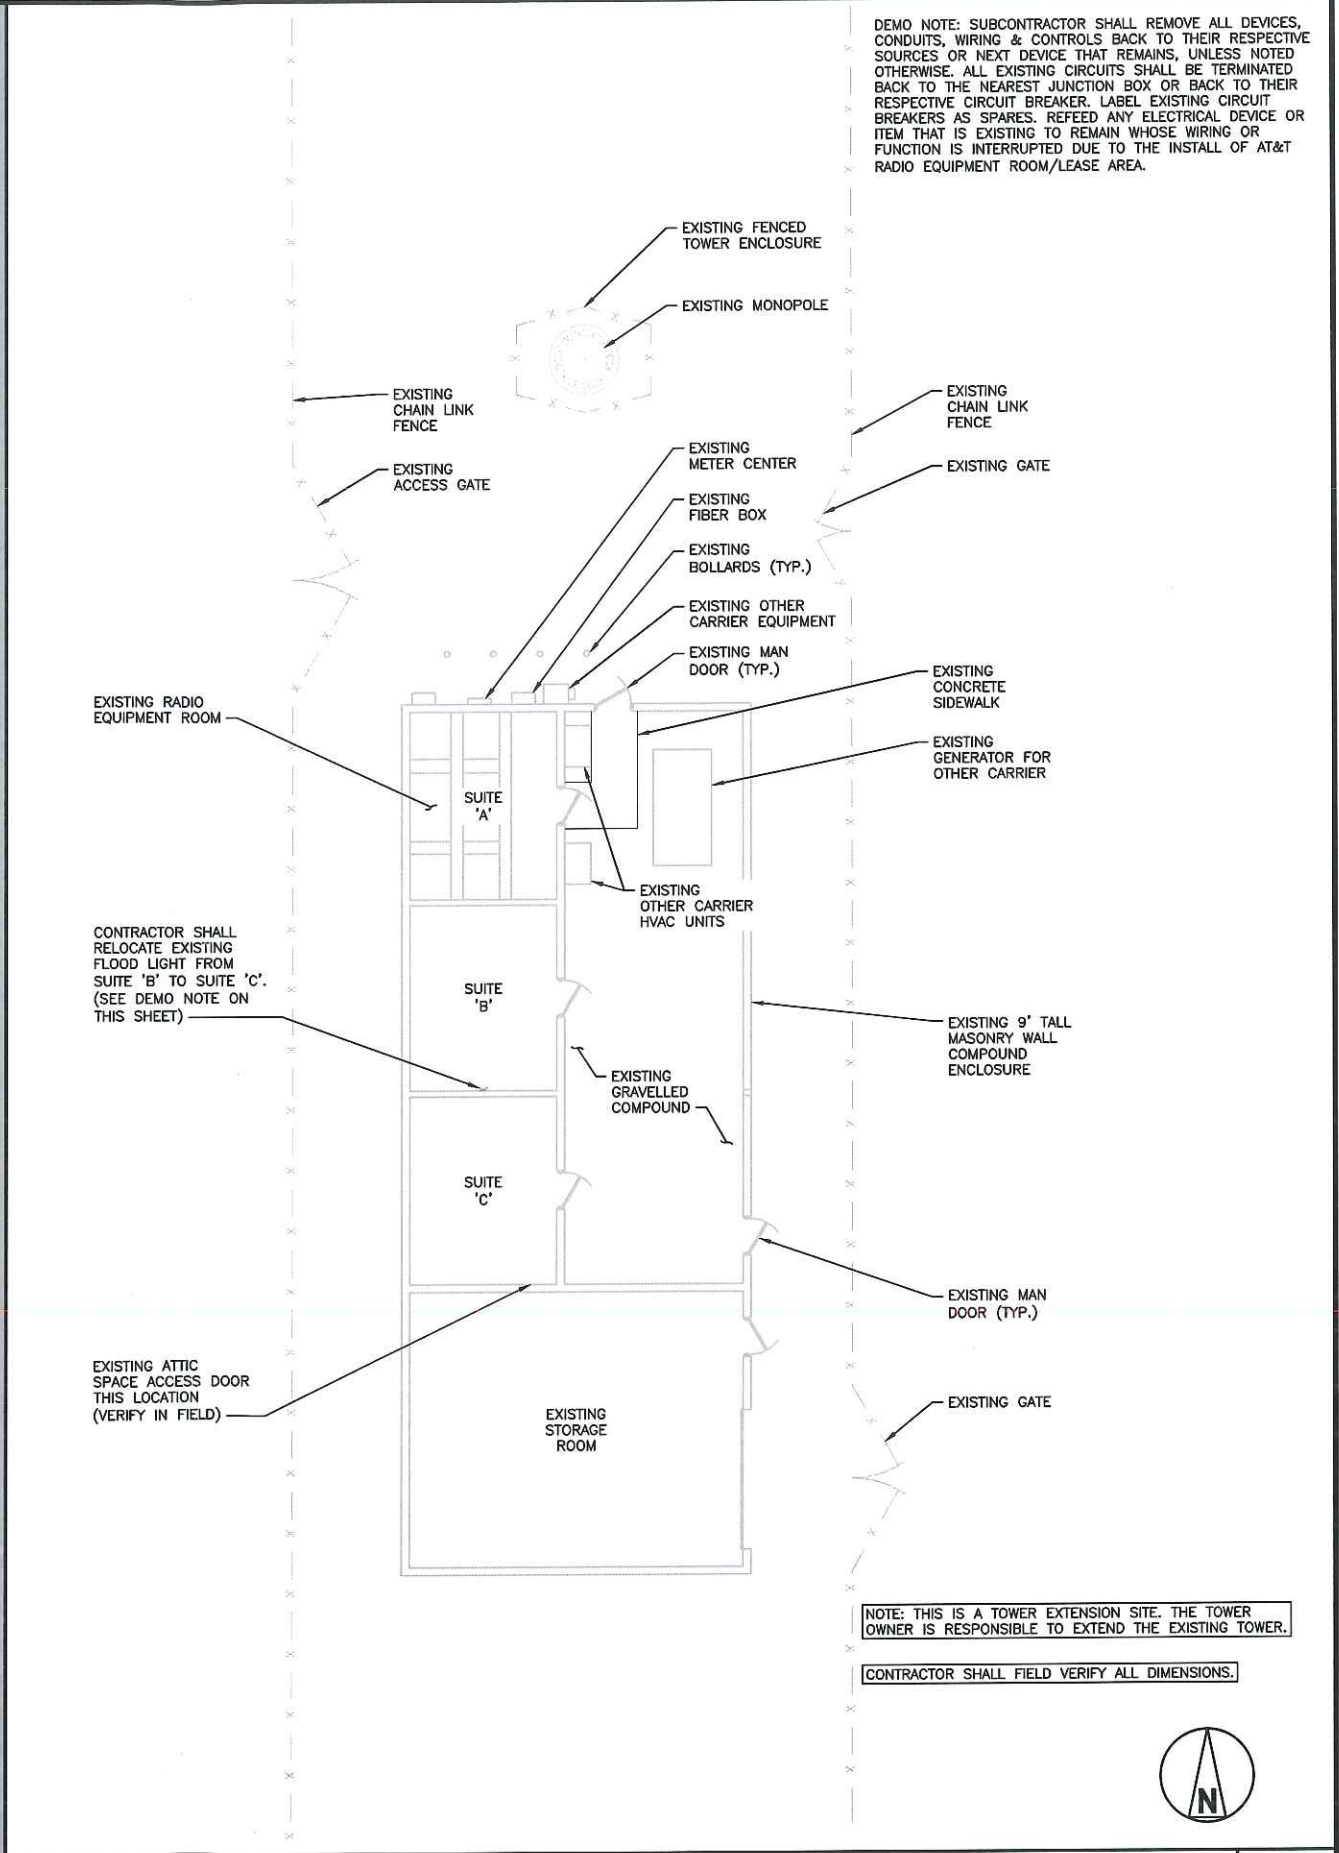 DEMO NOTE: SUBCONTRACTOR SHALL REMOVE ALL DEVICES,
CONDUITS, WIRING & CONTROLS BACK TO THEIR RESPECTIVE
SOURCES OR NEXT DEVICE THAT REMAINS, UNLESS NOTED
OTHERWISE. ALL EXISTING CIRCUITS SHALL BE TERMINATED
BACK TO THE NEAREST JUNCTION BOX OR BACK TO THEIR
RESPECTIVE CIRCUIT BREAKER. LABEL EXISTING CIRCUIT
BREAKERS AS SPARES. REFEED ANY ELECTRICAL DEVICE OR
ITEM THAT IS EXISTING TO REMAIN WHOSE WIRING OR
FUNCTION IS INTERRUPTED DUE TO THE INSTALL OF AT&T
RADIO EQUIPMENT ROOM/LEASE AREA.
EXISTING FENCED
TOWER ENCLOSURE
EXISTING MONOPOLE
EXISTING
CHAIN LINK
FENCE
EXISTING
CHAIN LINK
FENCE
EXISTING
ACCESS GATE
EXISTING
METER CENTER
EXISTING GATE
EXISTING
FIBER BOX
EXISTING
BOLLARDS (TYP.)
EXISTING OTHER
CARRIER EQUIPMENT
EXISTING MAN
DOOR (TYP.)
EXISTING
CONCRETE
SIDEWALK
EXISTING RADIO
EQUIPMENT ROOM
EXISTING
GENERATOR FOR
OTHER CARRIER
SUITE
'A'
EXISTING
OTHER CARRIER
HVAC UNITS
CONTRACTOR SHALL
RELOCATE EXISTING
FLOOD LIGHT FROM
SUITE 'B' TO SUITE 'C'.
(SEE DEMO NOTE ON
THIS SHEET)
SUITE
'B'
EXISTING 9' TALL
MASONRY WALL
COMPOUND
ENCLOSURE
EXISTING
GRAVELLED
COMPOUND
SUITE
'C'
EXISTING MAN
DOOR (TYP.)
EXISTING ATTIC
SPACE ACCESS DOOR
THIS LOCATION
(VERIFY IN FIELD)
EXISTING GATE
EXISTING
STORAGE
ROOM
NOTE: THIS IS A TOWER EXTENSION SITE. THE TOWER
OWNER IS RESPONSIBLE TO EXTEND THE EXISTING TOWER.
CONTRACTOR SHALL FIELD VERIFY ALL DIMENSIONS.
N